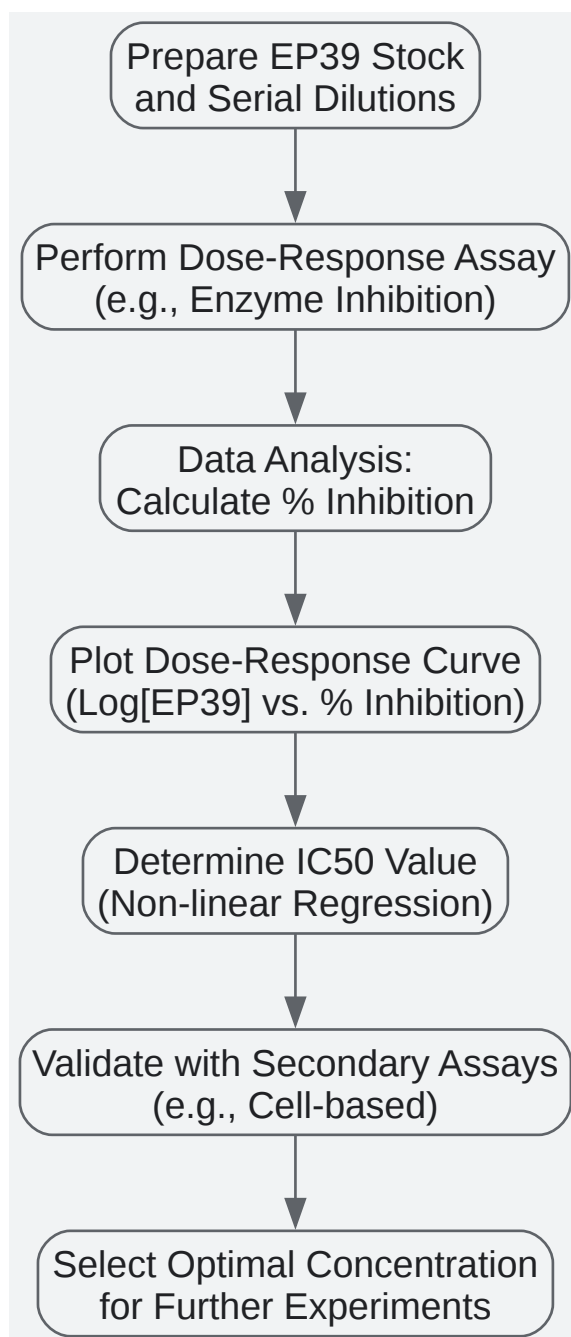 Prepare EP39 Stock
and Serial Dilutions
Perform Dose-Response Assay
(e.g., Enzyme Inhibition)
Data Analysis:
Calculate % Inhibition
Plot Dose-Response Curve
(Log[EP39] vs. % Inhibition)
Determine IC50 Value
(Non-linear Regression)
Validate with Secondary Assays
(e.g., Cell-based)
Select Optimal Concentration
for Further Experiments